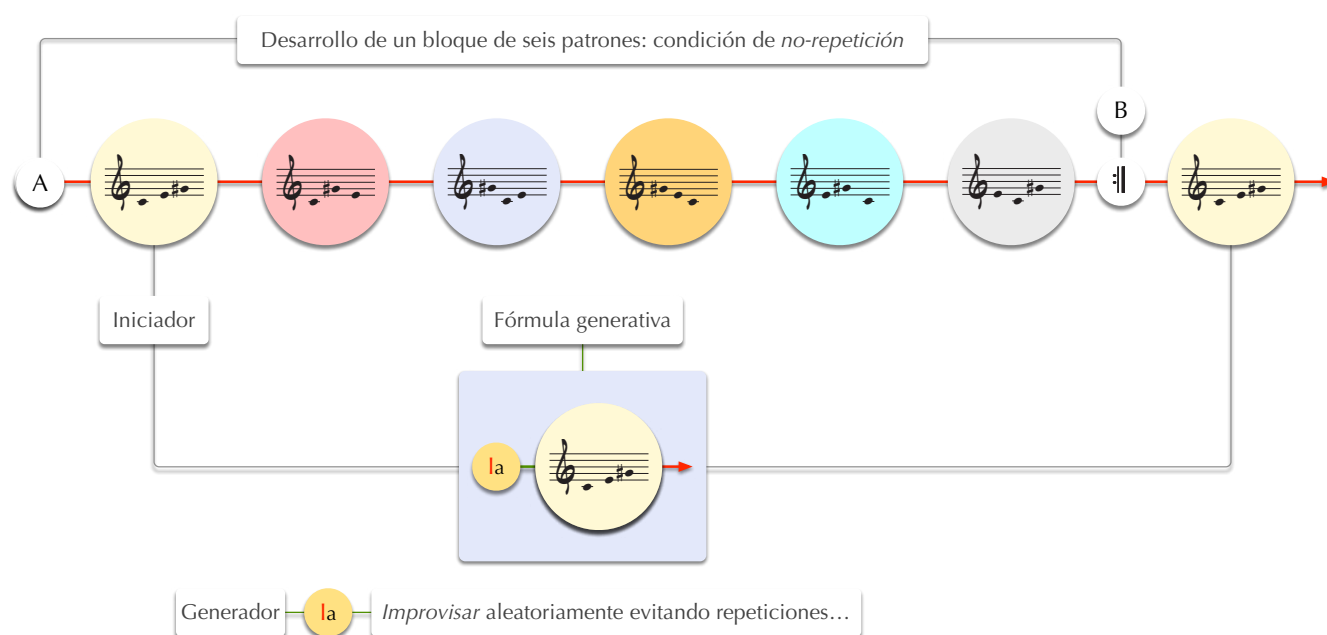 Desarrollo de un bloque de seis patrones: condición de no-repetición
A
B
Iniciador
Fórmula generativa
Ia
Generador
Ia
Improvisar aleatoriamente evitando repeticiones…